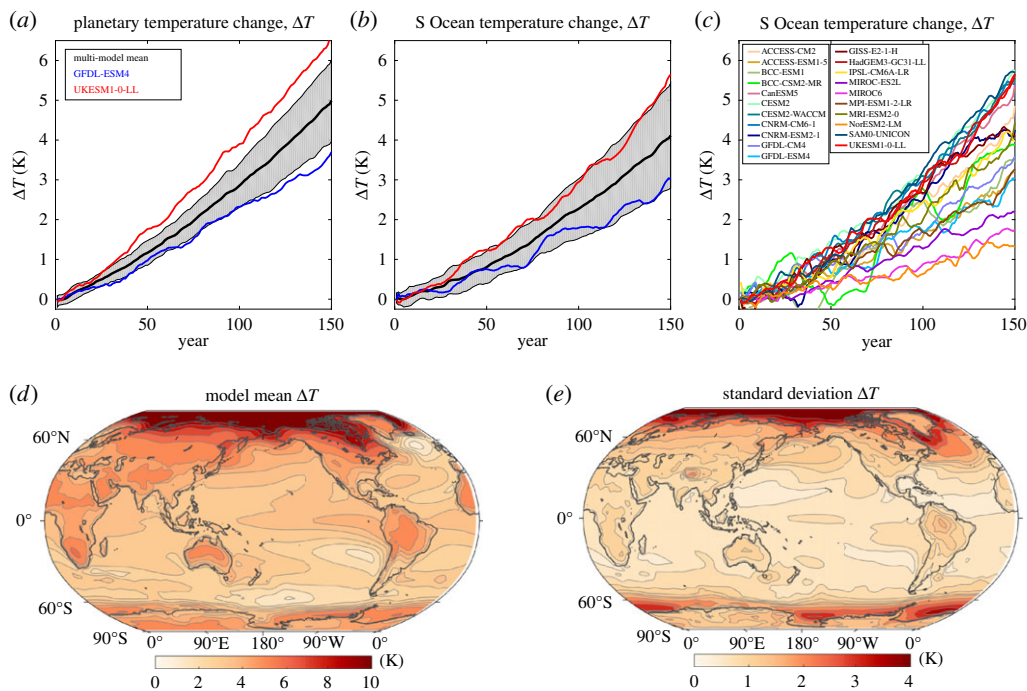 (a) planetary temperature change, ΔT
6
5
4
3
2
1
0
ΔT (K)
multi-model mean
GFDL-ESM4
UKESM1-0-LL
0 50 100 150
year
(b) S Ocean temperature change, ΔT
6
5
4
3
2
1
0
ΔT (K)
0 50 100 150
year
(c) S Ocean temperature change, ΔT
6
5
4
3
2
1
0
ΔT (K)
ACCESS-CM2
ACCESS-ESM1-5
BCC-ESM1
BCC-CSM2-MR
CanESM5
CESM2
CESM2-WACCM
CNRM-CM6-1
CNRM-ESM2-1
GFDL-CM4
GFDL-ESM4
GISS-E2-1-H
HadGEM3-GC31-LL
IPSL-CM6A-LR
MIROC-ES2L
MIROC6
MPI-ESM1-2-LR
MRI-ESM2-0
NorESM2-LM
SAM0-UNICON
UKESM1-0-LL
0 50 100 150
year
(d) model mean ΔT
60°N
0°
60°S
90°S
0° 90°E 180° 90°W 0°
(K)
0 2 4 6 8 10
(e) standard deviation ΔT
60°N
0°
60°S
90°S
0° 90°E 180° 90°W 0°
(K)
0 1 2 3 4